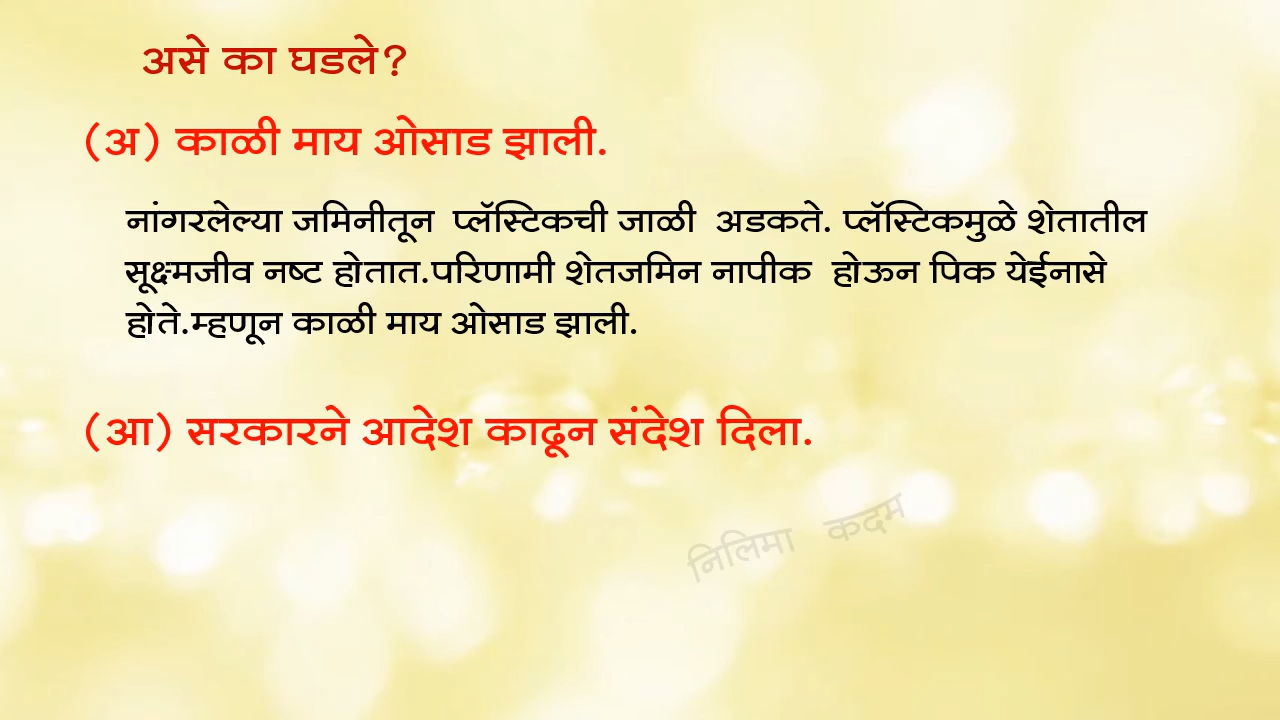 असे का घडले?
(अ) काळी माय ओसाड झाली.
नांगरलेल्या जमिनीतून प्लॅस्टिकची जाळी अडकते. प्लॅस्टिकमुळे शेतातील
सूक्ष्मजीव नष्ट होतात.परिणामी शेतजमिन नापीक होऊन पिक येईनासे
होते.म्हणून काळी माय ओसाड झाली.
(आ) सरकारने आदेश काढून संदेश दिला.
निलिमा कदम